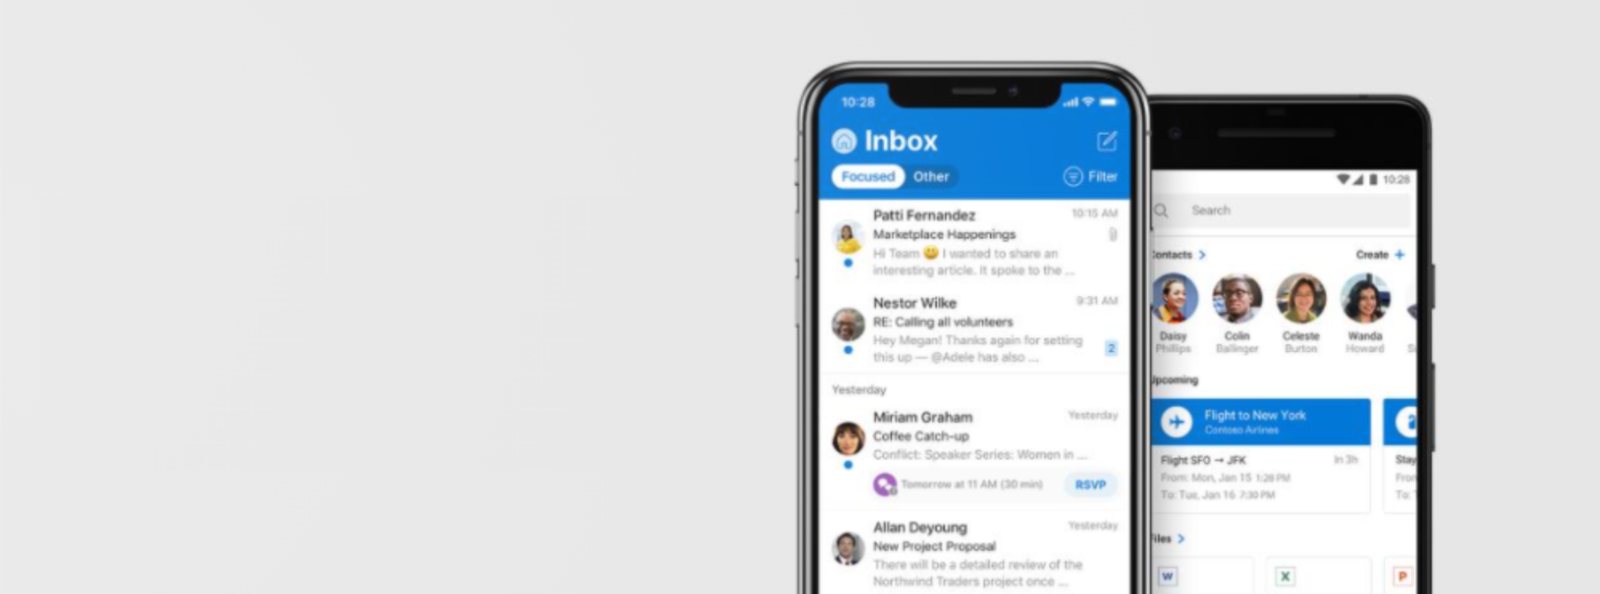 10:28
Inbox
Focused Other Filter
Patti Fernandez 10:15 AM
Marketplace Happenings
Hi Team 😀 I wanted to share an
interesting article. It spoke to the ...
Nestor Wilke 9:31 AM
RE: Calling all volunteers
Hey Megan! Thanks again for setting
this up — @Adele has also ... 2
Yesterday
Miriam Graham Yesterday
Coffee Catch-up
Conflict: Speaker Series: Women in ...
Tomorrow at 11 AM (30 min) RSVP
Allan Deyoung Yesterday
New Project Proposal
There will be a detailed review of the
Northwind Traders project once ...
10:28
Search
Contacts > Create +
Daisy Colin Celeste Wanda
Phillips Ballinger Burton Howard
Upcoming
Flight to New York
Contoso Airlines
Flight SFO → JFK In 3h
From: Mon, Jan 15 1:28 PM
To: Tue, Jan 16 7:30 PM
Stay
From
To:
Files >
W X P